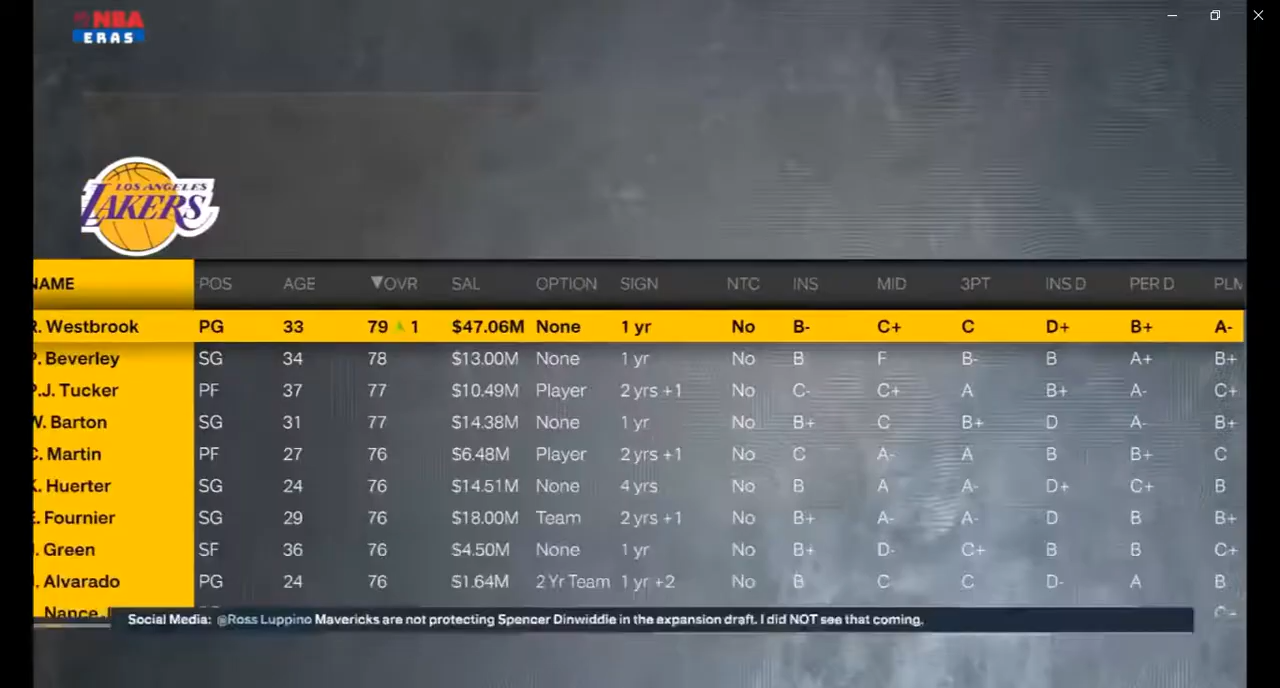 NBA
ERAS
LOS ANGELES
LAKERS
NAME POS AGE ▼OVR SAL OPTION SIGN NTC INS MID 3PT INS D PER D PLM
R. Westbrook PG 33 79 ▲ 1 $47.06M None 1 yr No B- C+ C D+ B+ A-
P. Beverley SG 34 78 $13.00M None 1 yr No B F B- B A+ B+
P.J. Tucker PF 37 77 $10.49M Player 2 yrs +1 No C- C+ A B+ A- C+
W. Barton SG 31 77 $14.38M None 1 yr No B+ C B+ D A- B+
C. Martin PF 27 76 $6.48M Player 2 yrs +1 No C A- A B B+ C
K. Huerter SG 24 76 $14.51M None 4 yrs No B A A- D+ C+ B
E. Fournier SG 29 76 $18.00M Team 2 yrs +1 No B+ A- A- D B B+
. Green SF 36 76 $4.50M None 1 yr No B+ D- C+ B B C+
. Alvarado PG 24 76 $1.64M 2 Yr Team 1 yr +2 No B C C D- A B
. Nance
Social Media: @Ross Luppino Mavericks are not protecting Spencer Dinwiddie in the expansion draft. I did NOT see that coming.